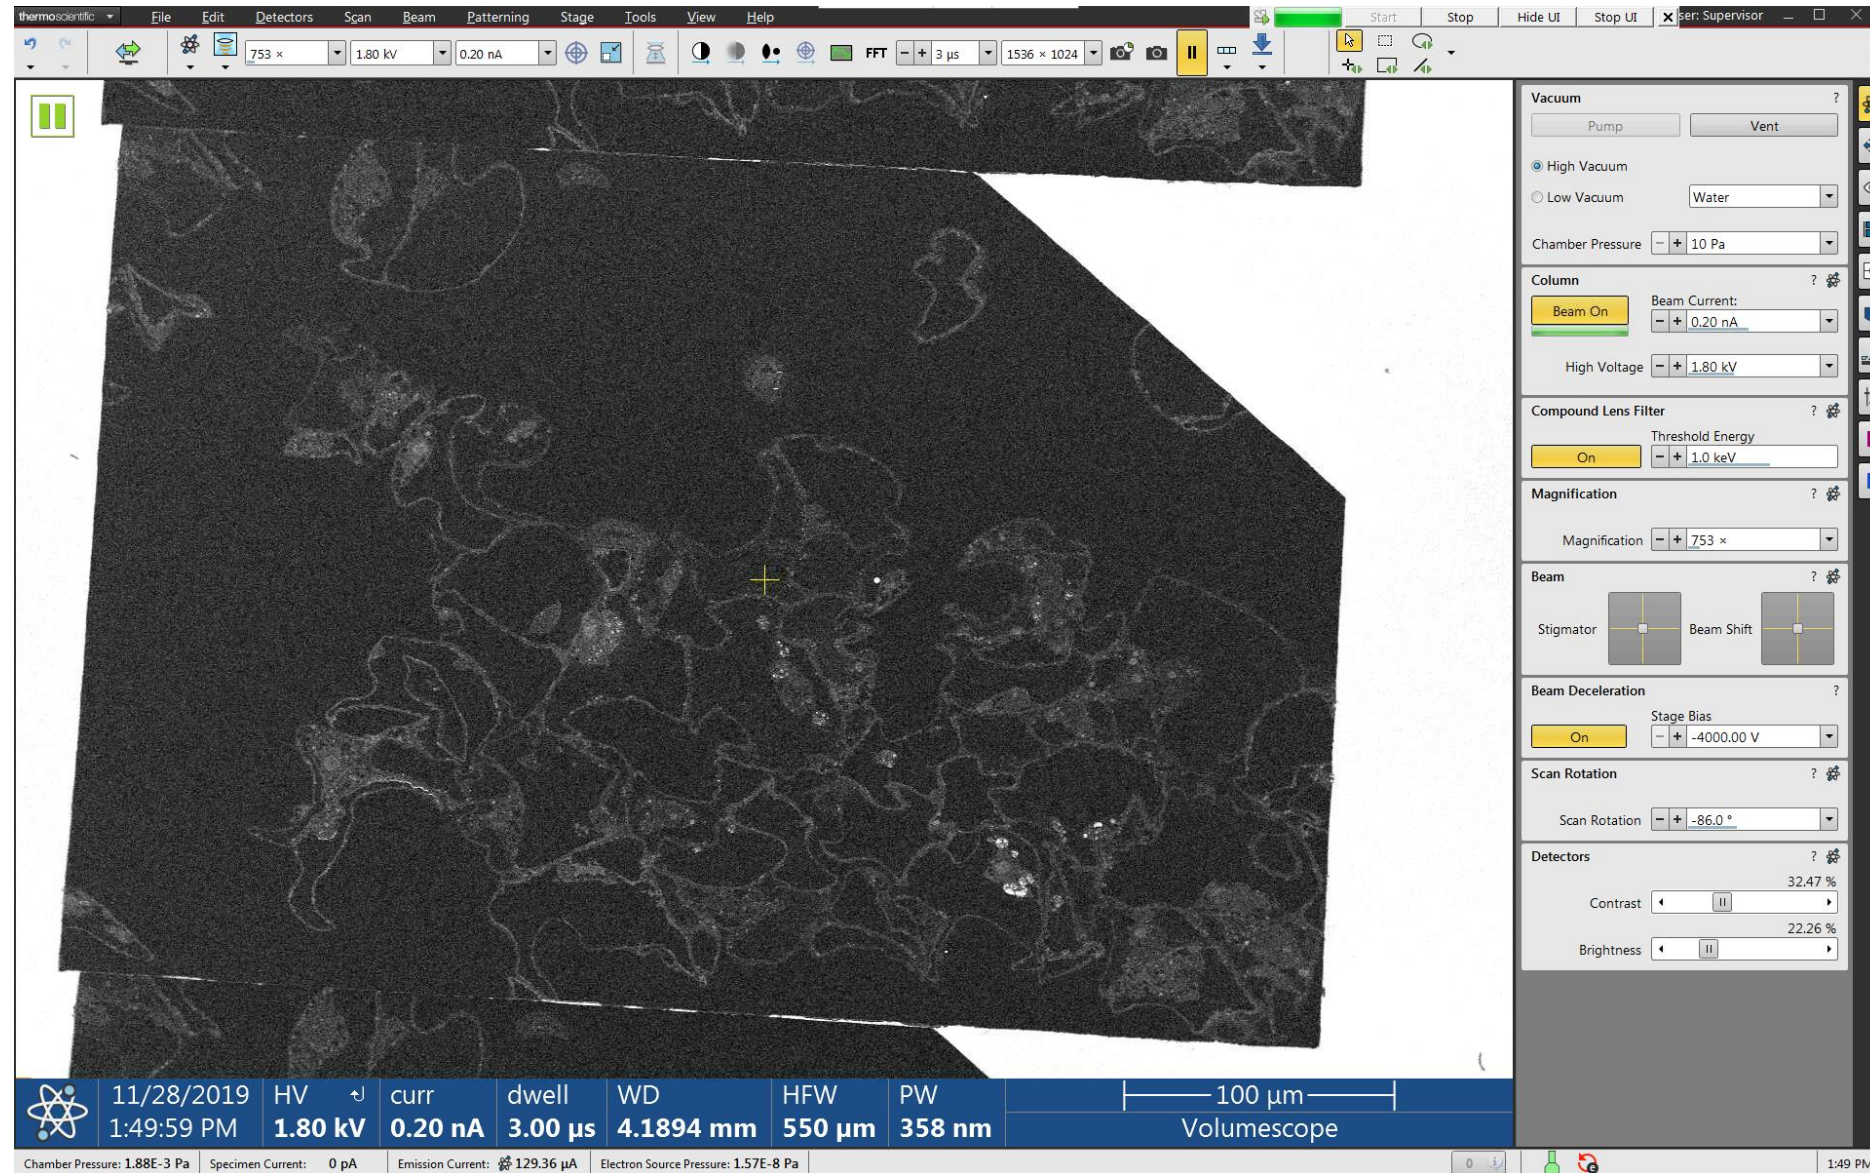 thermoscientific File Edit Detectors Scan Beam Patterning Stage Tools View Help Start Stop Hide UI Stop UI ser: Supervisor
753 × 1.80 kV 0.20 nA FFT 3 µs 1536 × 1024
Vacuum ?
Pump Vent
High Vacuum
Low Vacuum Water
Chamber Pressure 10 Pa
Column ?
Beam Current:
Beam On 0.20 nA
High Voltage 1.80 kV
Compound Lens Filter ?
Threshold Energy
On 1.0 keV
Magnification ?
Magnification 753 ×
Beam ?
Stigmator Beam Shift
Beam Deceleration ?
Stage Bias
On -4000.00 V
Scan Rotation ?
Scan Rotation -86.0 °
Detectors ?
32.47 %
Contrast
22.26 %
Brightness
11/28/2019 HV curr dwell WD HFW PW 100 µm
1:49:59 PM 1.80 kV 0.20 nA 3.00 µs 4.1894 mm 550 µm 358 nm Volumescope
Chamber Pressure: 1.88E-3 Pa Specimen Current: 0 pA Emission Current: 129.36 µA Electron Source Pressure: 1.57E-8 Pa 0 1:49 PM